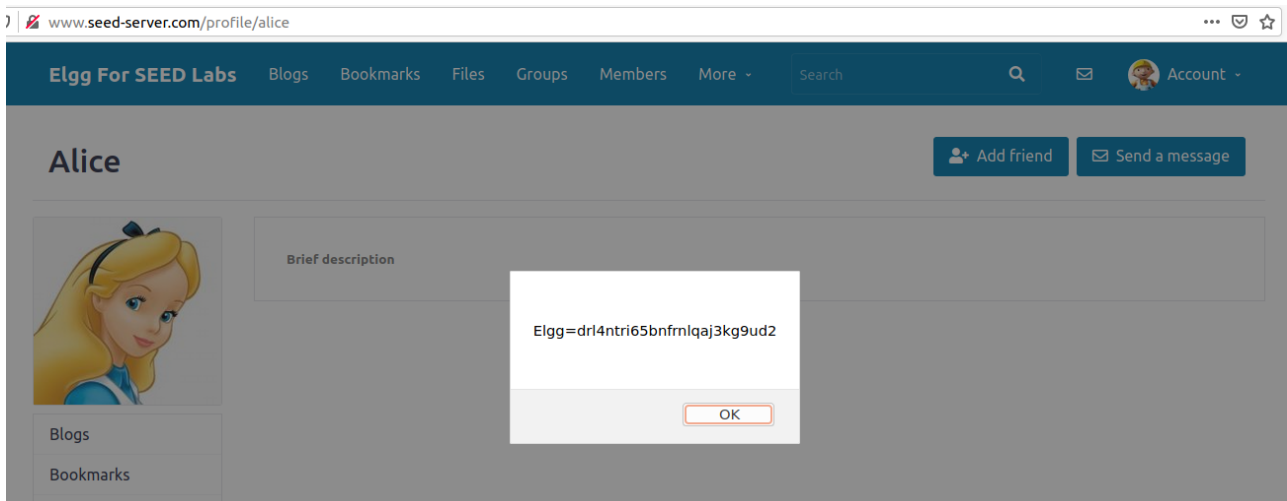 www.seed-server.com/profile/alice
Elgg For SEED Labs Blogs Bookmarks Files Groups Members More Search Account
Alice
Add friend Send a message
Brief description
Elgg=drl4ntri65bnfrnlqaj3kg9ud2
OK
Blogs
Bookmarks